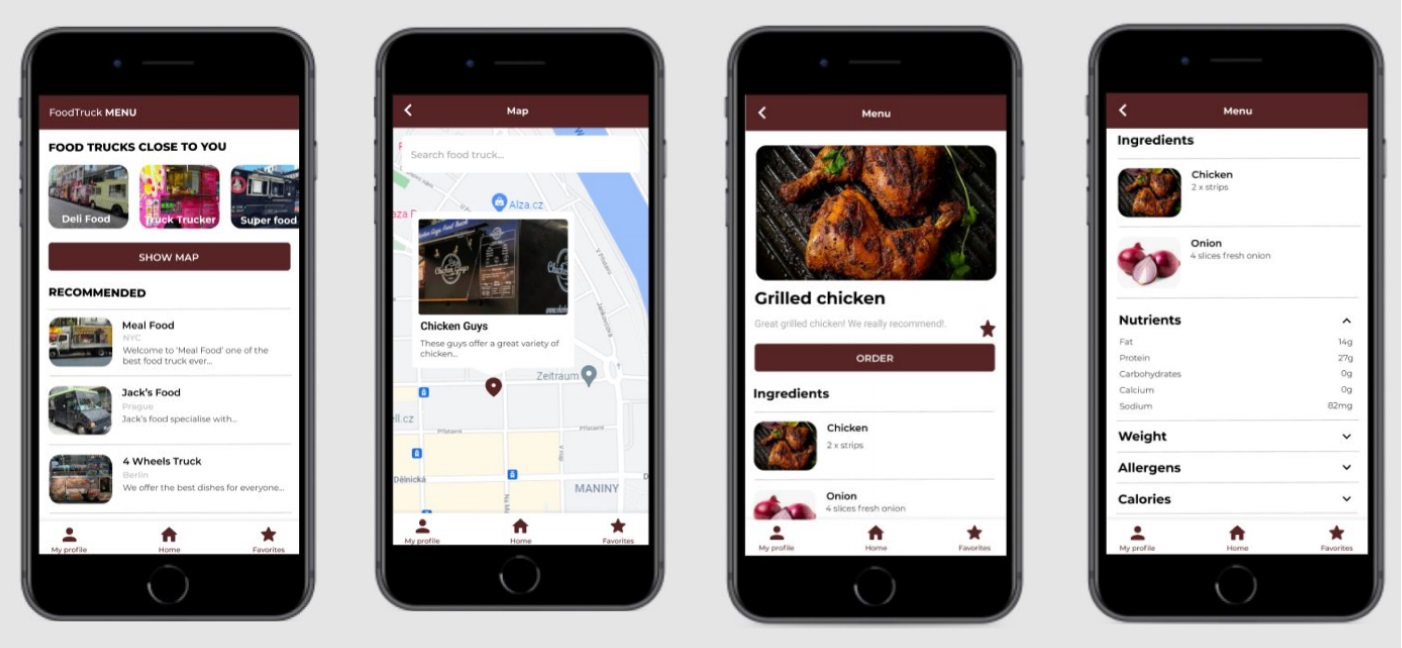 FoodTruck MENU
FOOD TRUCKS CLOSE TO YOU
Deli Food
Truck Trucker
Super food
SHOW MAP
RECOMMENDED
Meal Food
NYC
Welcome to 'Meal Food' one of the
best food truck ever...
Jack's Food
Prague
Jack's food specialise with...
4 Wheels Truck
Berlin
We offer the best dishes for everyone...
My profile
Home
Favorites
Map
Search food truck...
Alza.cz
Chicken Guys
These guys offer a great variety of
chicken...
Zeitraum
ll.cz
Přístavní
Přístavní
Dělnická
MANINY
My profile
Home
Favorites
Menu
Grilled chicken
Great grilled chicken! We really recommend!.
ORDER
Ingredients
Chicken
2 x strips
Onion
4 slices fresh onion
My profile
Home
Favorites
Menu
Ingredients
Chicken
2 x strips
Onion
4 slices fresh onion
Nutrients
Fat 14g
Protein 27g
Carbohydrates 0g
Calcium 0g
Sodium 82mg
Weight
Allergens
Calories
My profile
Home
Favorites